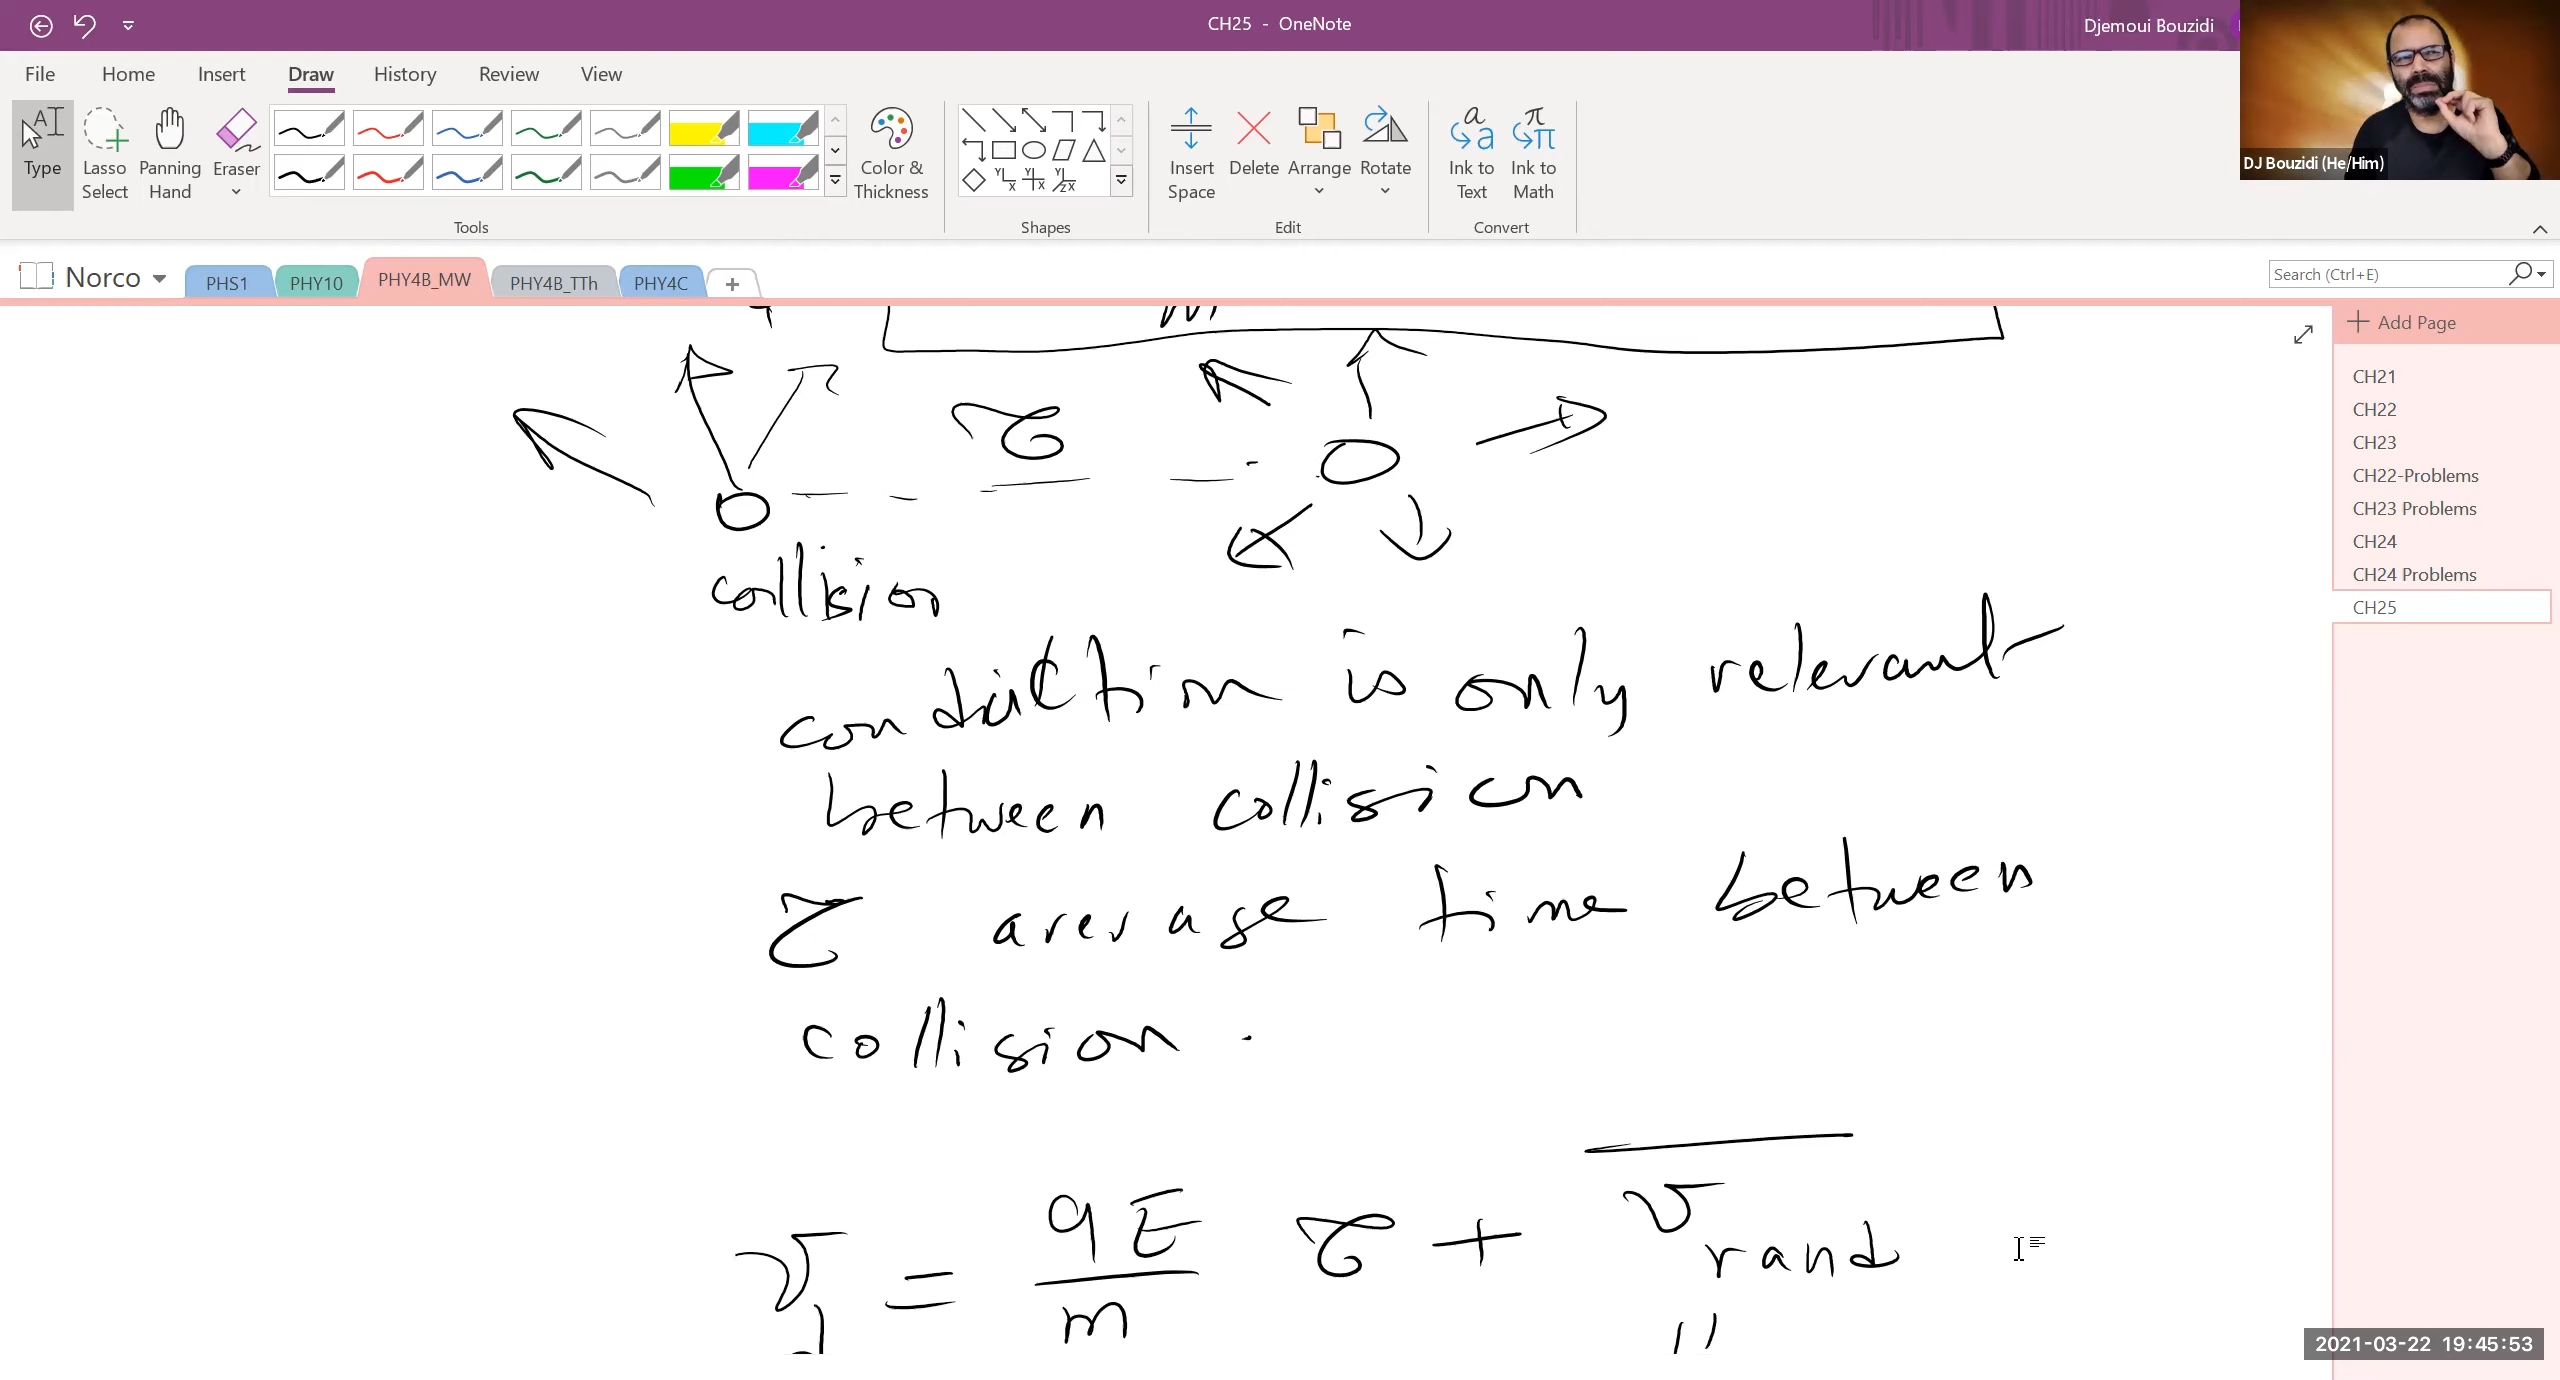 CH25 - OneNote
Djemoui Bouzidi
File Home Insert Draw History Review View
Type
Lasso Select
Panning Hand
Eraser
Color & Thickness
Insert Space
Delete
Arrange
Rotate
Ink to Text
Ink to Math
Tools
Shapes
Edit
Convert
DJ Bouzidi (He/Him)
Norco
PHS1 PHY10 PHY4B_MW PHY4B_TTh PHY4C +
Search (Ctrl+E)
Add Page
CH21
CH22
CH23
CH22-Problems
CH23 Problems
CH24
CH24 Problems
CH25
m
τ
collision
conduction is only relevant
between collision
τ average time between
collision.
v_d = qE/m τ + v_rand
2021-03-22 19:45:53